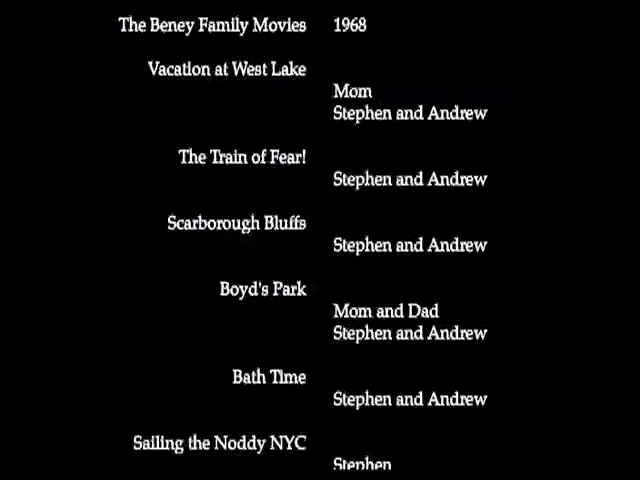 The Beney Family Movies 1968
Vacation at West Lake
Mom
Stephen and Andrew
The Train of Fear!
Stephen and Andrew
Scarborough Bluffs
Stephen and Andrew
Boyd's Park
Mom and Dad
Stephen and Andrew
Bath Time
Stephen and Andrew
Sailing the Noddy NYC
Stephen